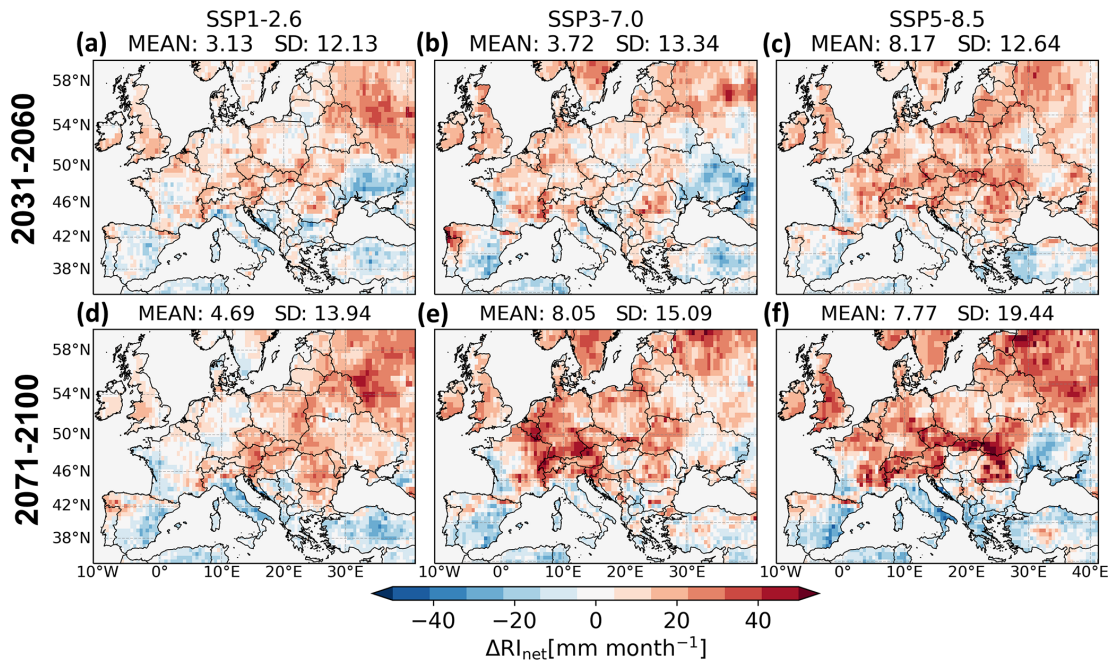 SSP1-2.6 SSP3-7.0 SSP5-8.5
(a) MEAN: 3.13 SD: 12.13 (b) MEAN: 3.72 SD: 13.34 (c) MEAN: 8.17 SD: 12.64
2031-2060
58°N
54°N
50°N
46°N
42°N
38°N
(d) MEAN: 4.69 SD: 13.94 (e) MEAN: 8.05 SD: 15.09 (f) MEAN: 7.77 SD: 19.44
2071-2100
58°N
54°N
50°N
46°N
42°N
38°N
10°W 0° 10°E 20°E 30°E 10°W 0° 10°E 20°E 30°E 10°W 0° 10°E 20°E 30°E 40°E
−40 −20 0 20 40
ΔRI_net[mm month⁻¹]